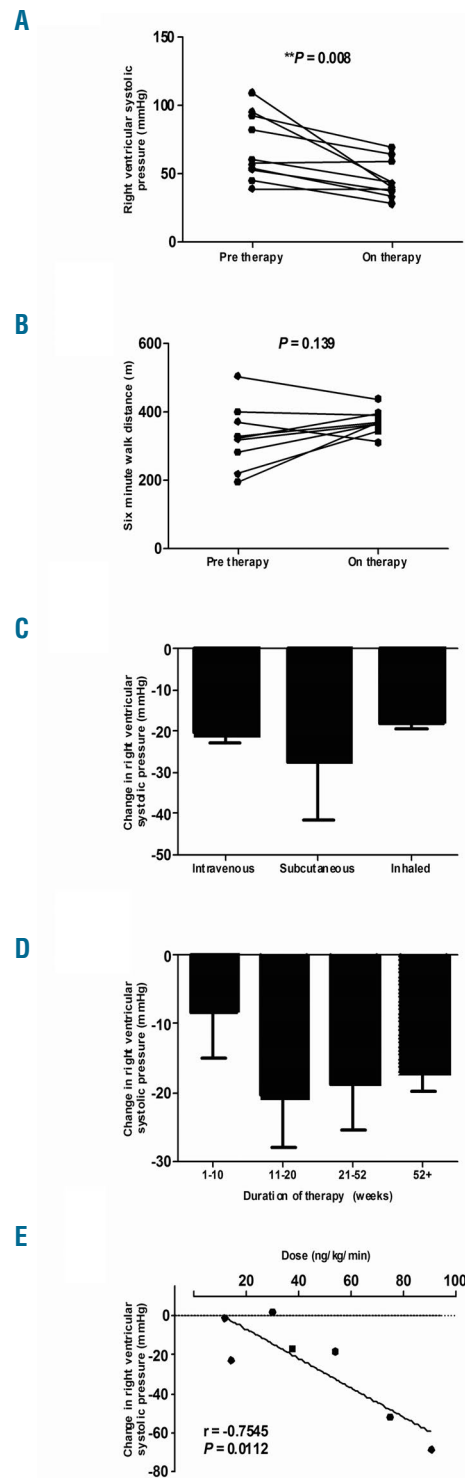 A
Right ventricular systolic
pressure (mmHg)
150
100
50
0
**P = 0.008
Pre therapy
On therapy
B
Six minute walk distance (m)
600
400
200
0
P = 0.139
Pre therapy
On therapy
C
Change in right ventricular
systolic pressure (mmHg)
0
-10
-20
-30
-40
-50
Intravenous
Subcutaneous
Inhaled
D
Change in right ventricular
systolic pressure (mmHg)
0
-10
-20
-30
1-10
11-20
21-52
52+
Duration of therapy (weeks)
E
Dose (ng/kg/min)
20
40
60
80
100
Change in right ventricular
systolic pressure (mmHg)
0
-20
-40
-60
-80
r = -0.7545
P = 0.0112